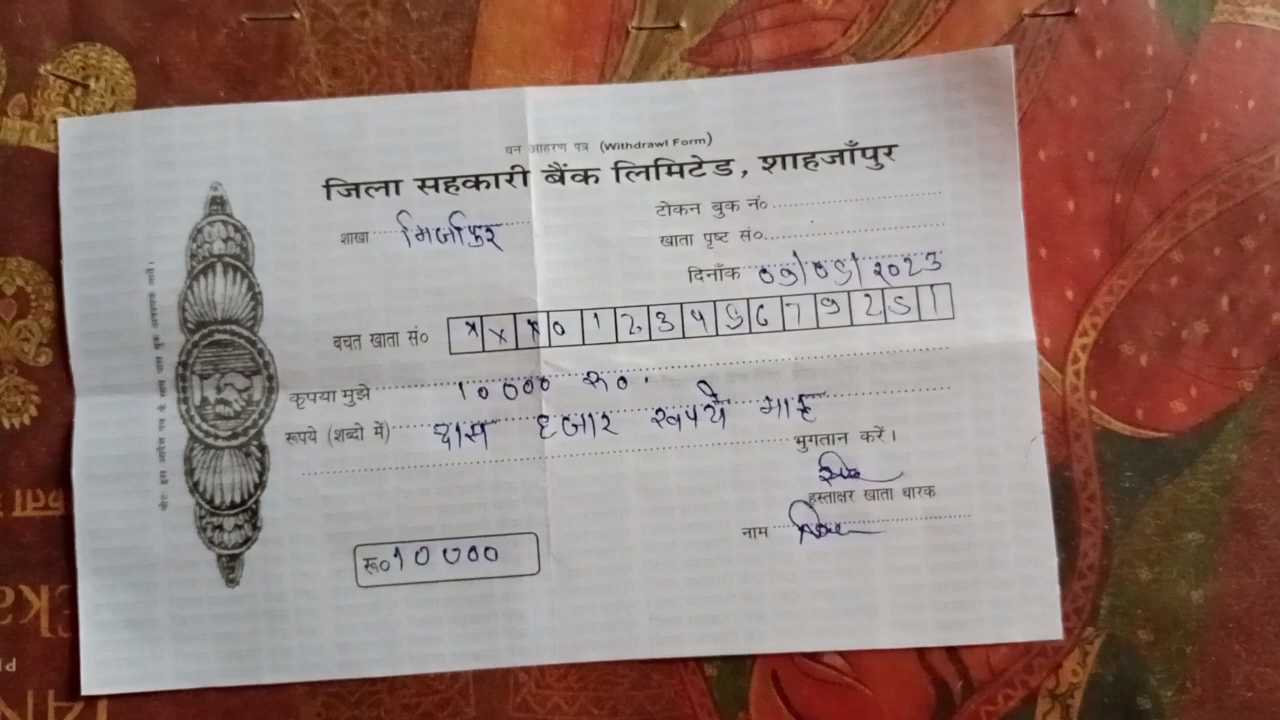 धन आहरण पत्र (Withdrawl Form)
जिला सहकारी बैंक लिमिटेड, शाहजाँपुर
शाखा मिर्जापुर
टोकन बुक नं०
खाता पृष्ट सं०
दिनाँक 09/09/2023
बचत खाता सं० X X X 0 1 2 3 4 5 6 7 9 2 5 1
कृपया मुझे 10000 रु०
रूपये (शब्दो में) दास हजार रूपये मात्र
भुगतान करें।
हस्ताक्षर खाता धारक
नाम
रू०10000